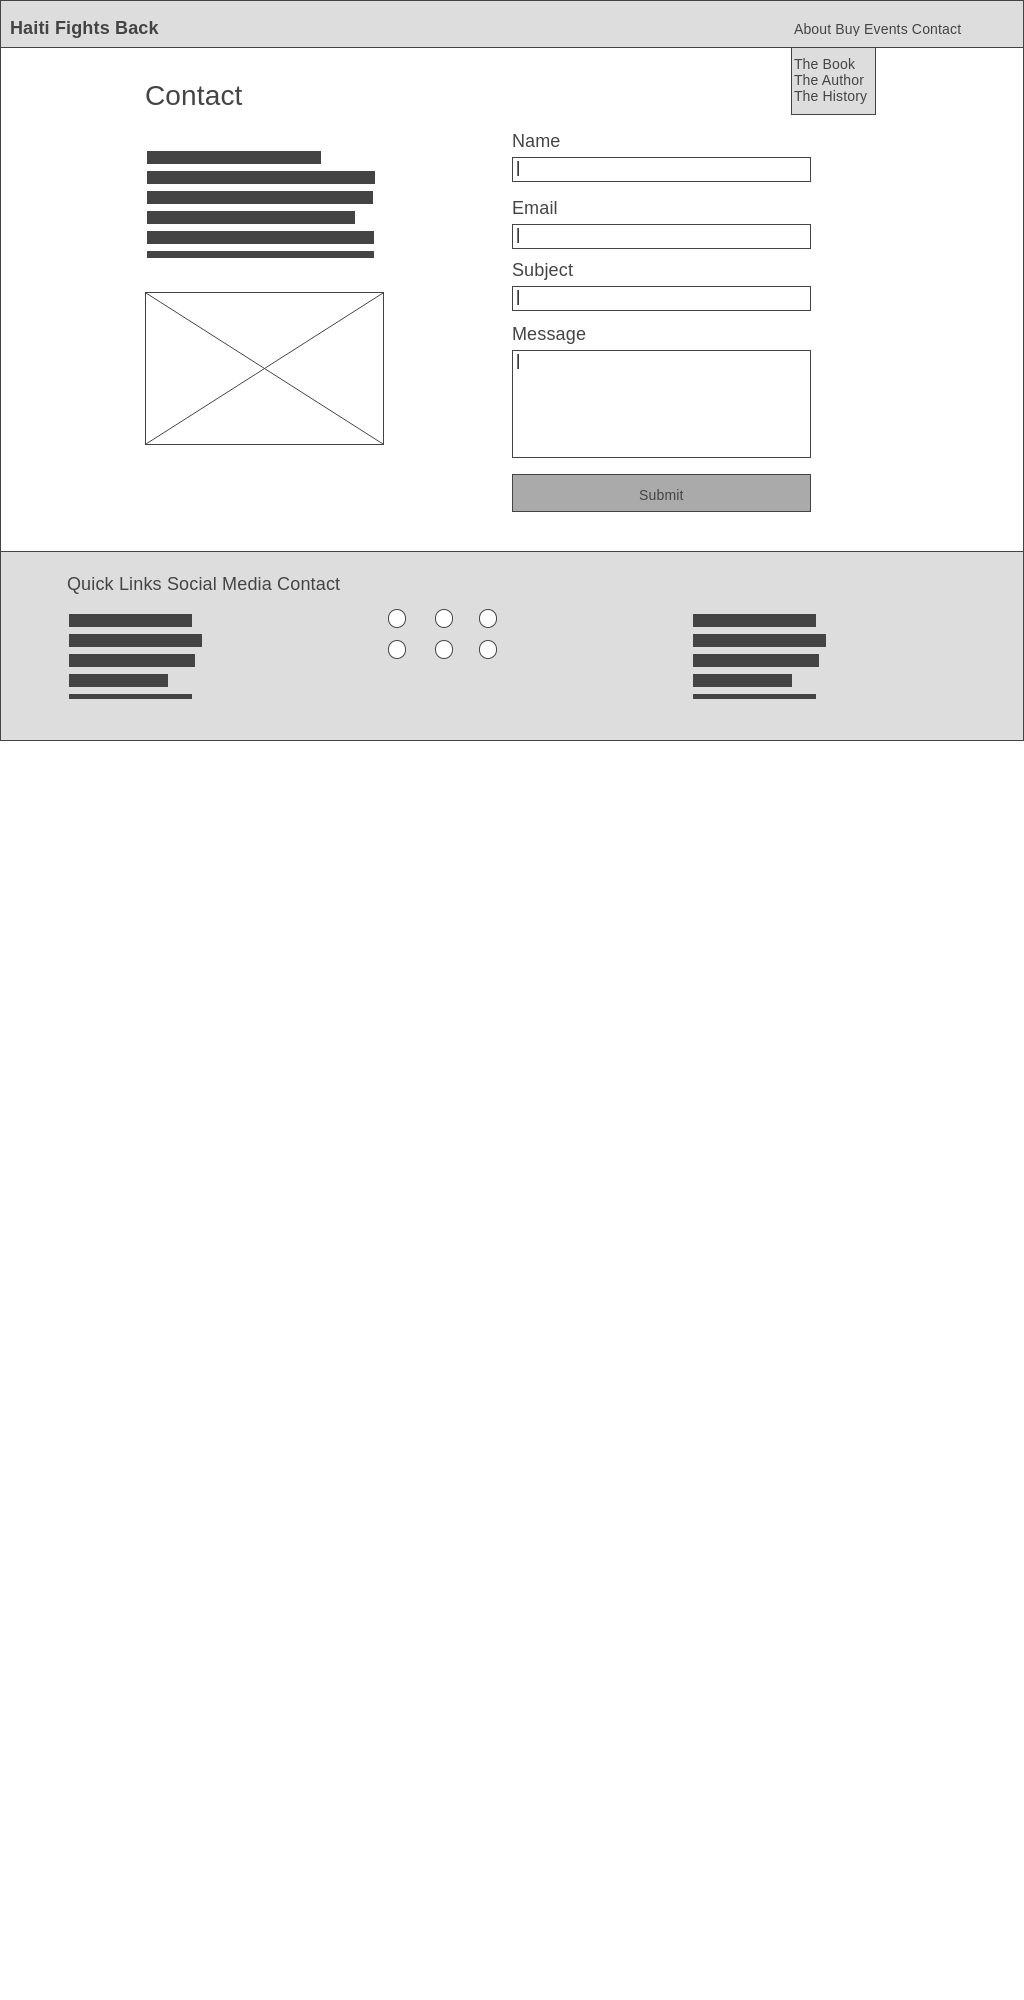 Haiti Fights Back
About Buy Events Contact
The Book
The Author
The History
Contact
Name
Email
Subject
Message
Submit
Quick Links Social Media Contact